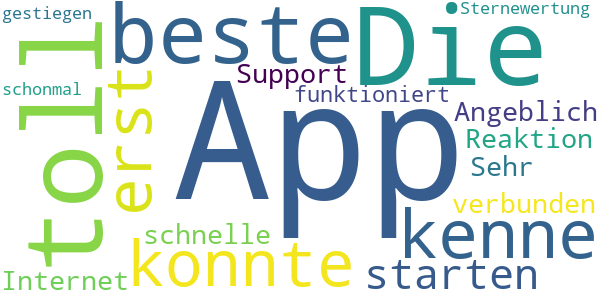 gestiegen
beste
Die
Sternewertung
toll
erst
schonmal
Support
funktioniert
App
Angeblich
Reaktion
Sehr
verbunden
kenne
schnelle
konnte
Internet
starten